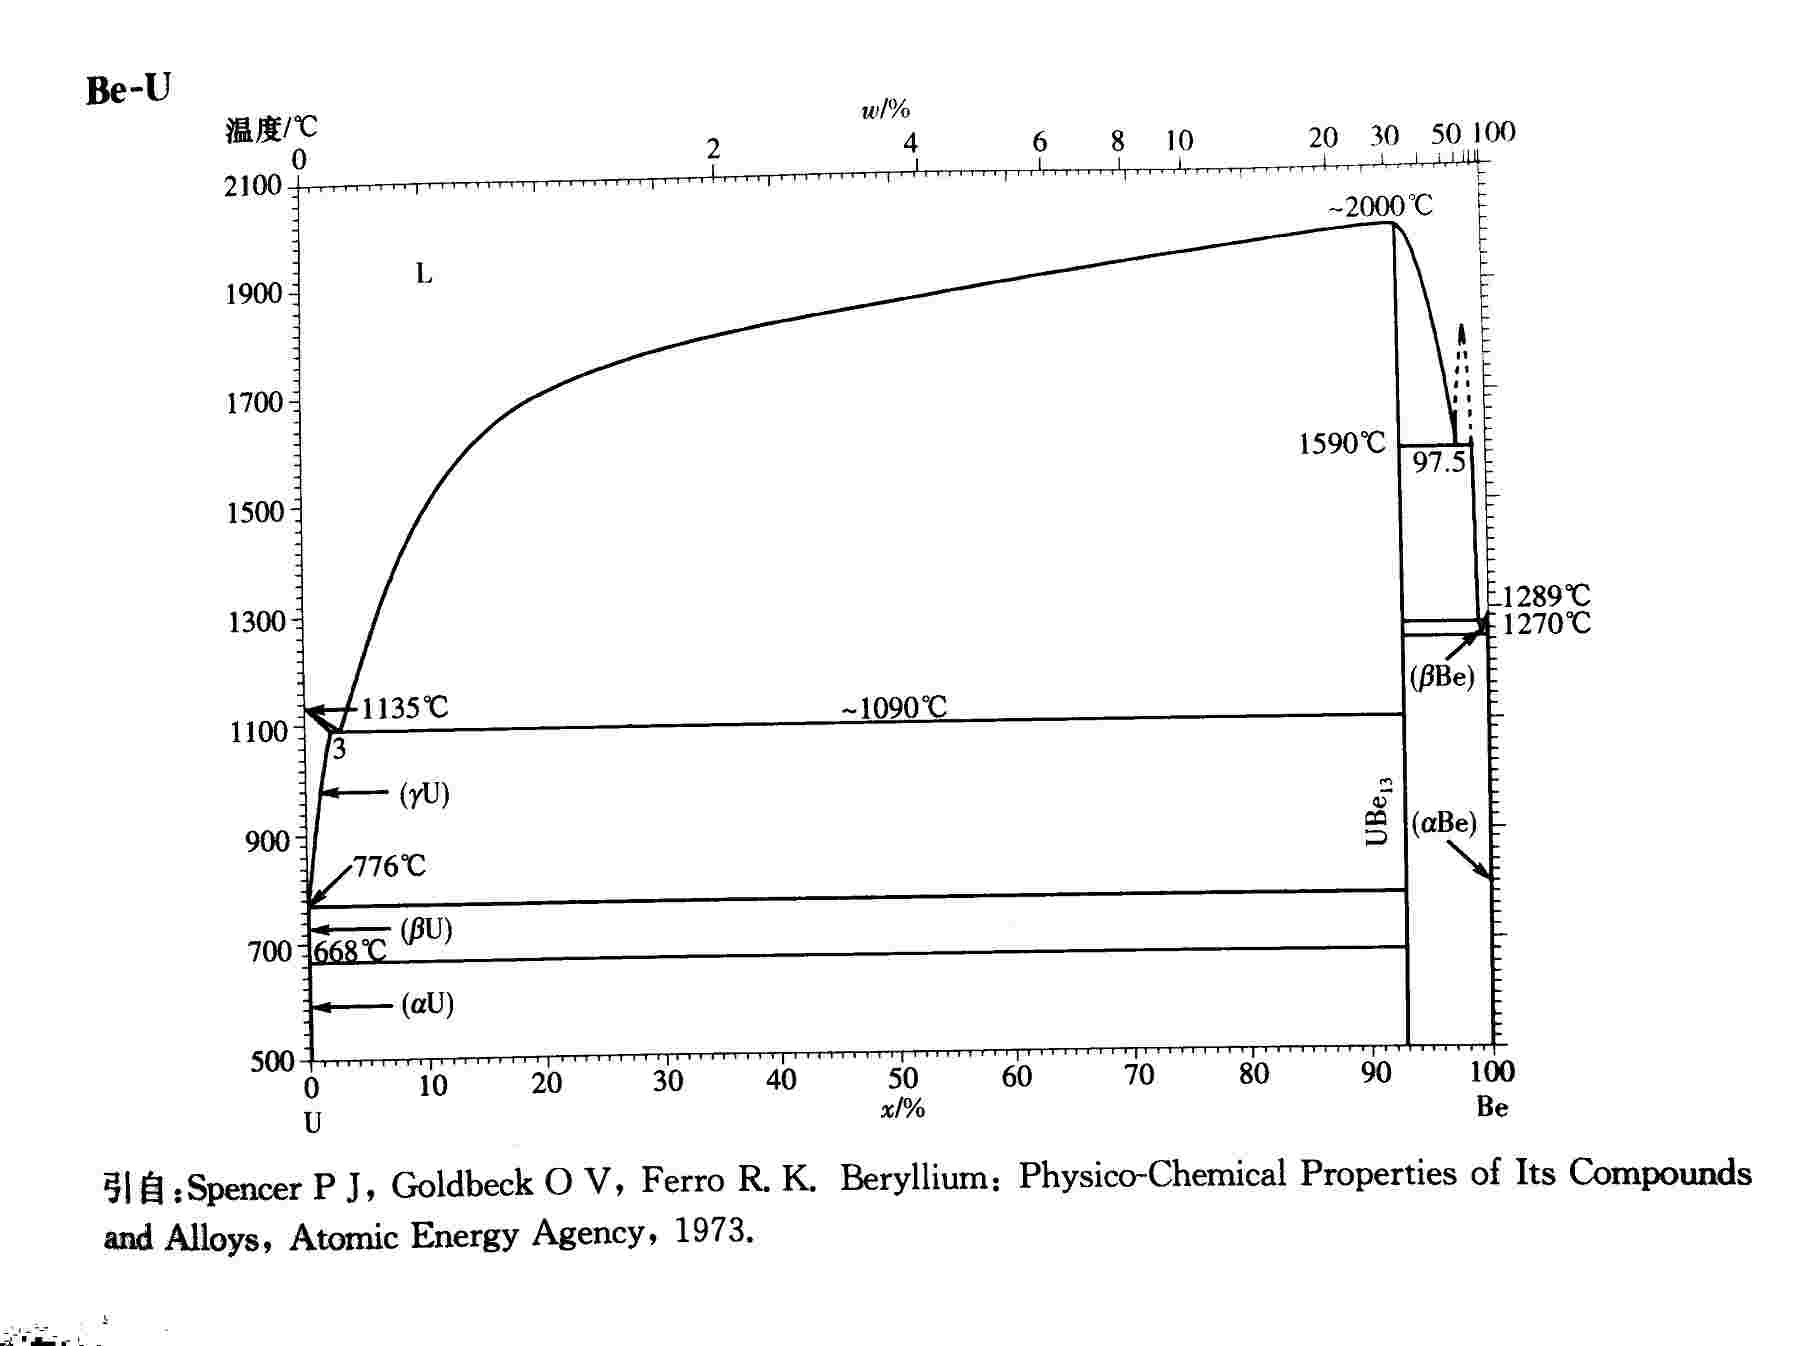 Be-U
温度/℃
w/%
0 2 4 6 8 10 20 30 50 100
2100
~2000℃
L
1900
1700
1590℃
97.5
1500
1289℃
1300
1270℃
(βBe)
1135℃
~1090℃
1100
3
(γU)
UBe₁₃
(αBe)
900
776℃
(βU)
700
668℃
(αU)
500
0 10 20 30 40 50 60 70 80 90 100
U
x/%
Be
引自:Spencer P J, Goldbeck O V, Ferro R. K. Beryllium: Physico-Chemical Properties of Its Compounds
and Alloys, Atomic Energy Agency, 1973.